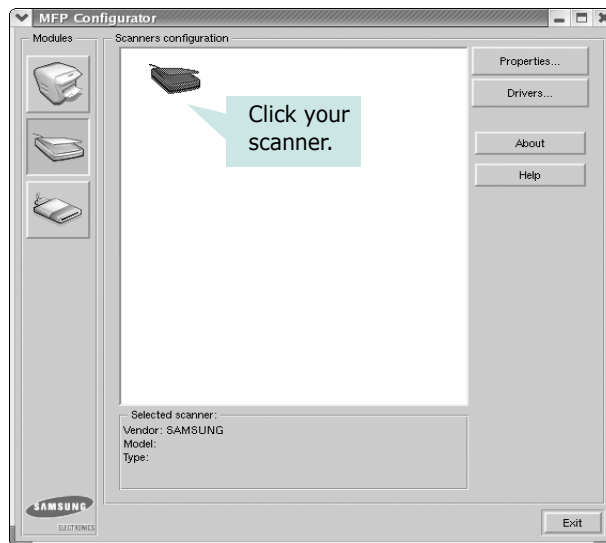 MFP Configurator
Modules
Scanners configuration
Properties...
Drivers...
Click your
scanner.
About
Help
Selected scanner:
Vendor: SAMSUNG
Model:
Type:
SAMSUNG
ELECTRONICS
Exit